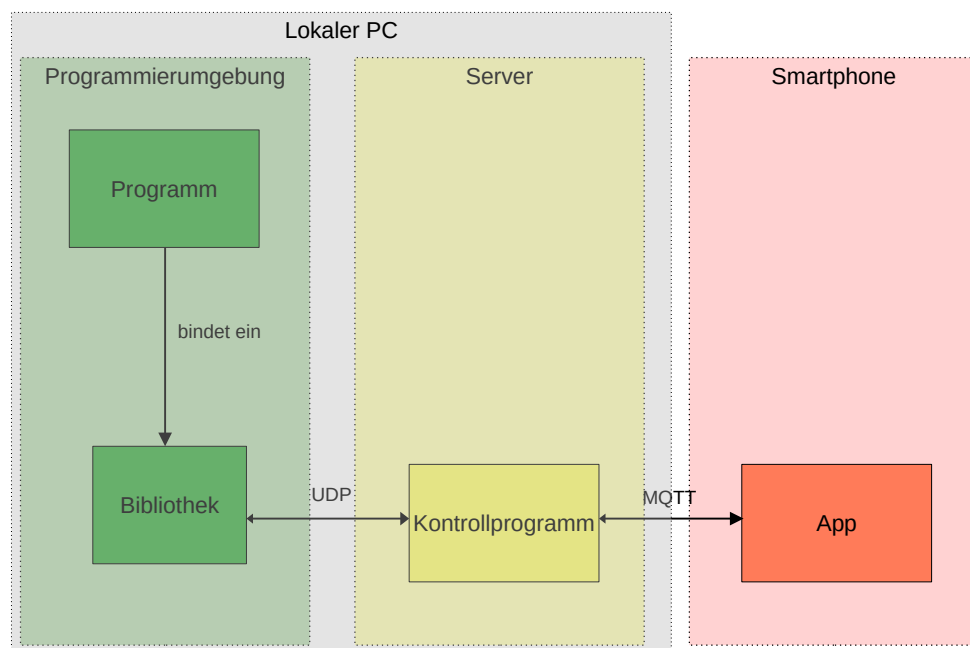 Lokaler PC
Programmierumgebung
Server
Smartphone
Programm
bindet ein
Bibliothek
UDP
Kontrollprogramm
MQTT
App